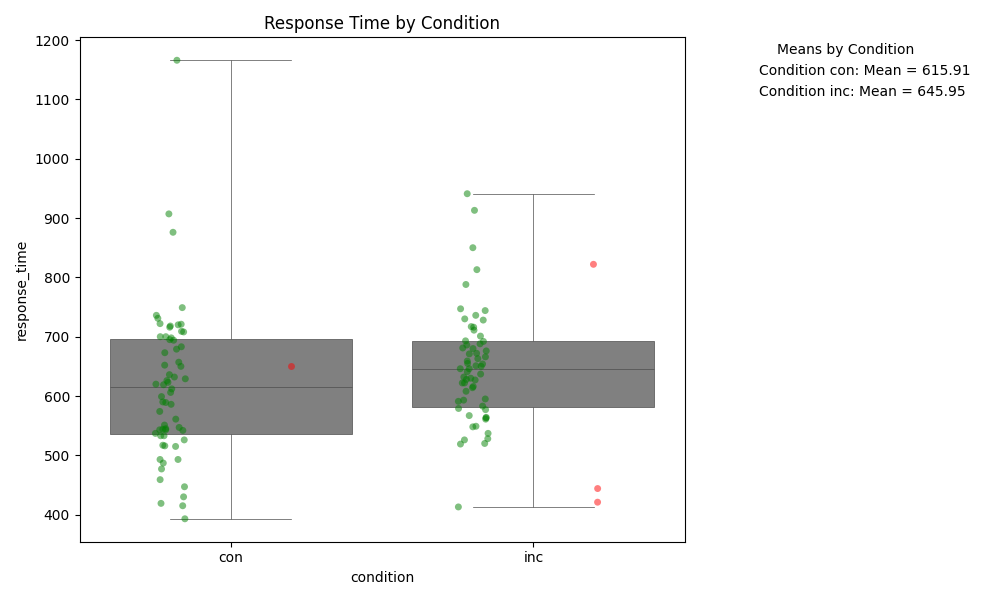 Response Time by Condition
Means by Condition
Condition con: Mean = 615.91
Condition inc: Mean = 645.95
1200
1100
1000
900
800
700
600
500
400
response_time
con
inc
condition